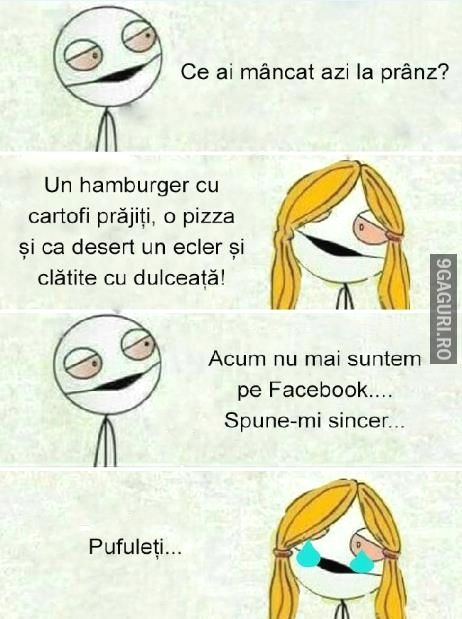 Ce ai mâncat azi la prânz?
Un hamburger cu
cartofi prăjiți, o pizza
și ca desert un ecler și
clătite cu dulceață!
9GAGURI.RO
Acum nu mai suntem
pe Facebook....
Spune-mi sincer...
Pufuleți...